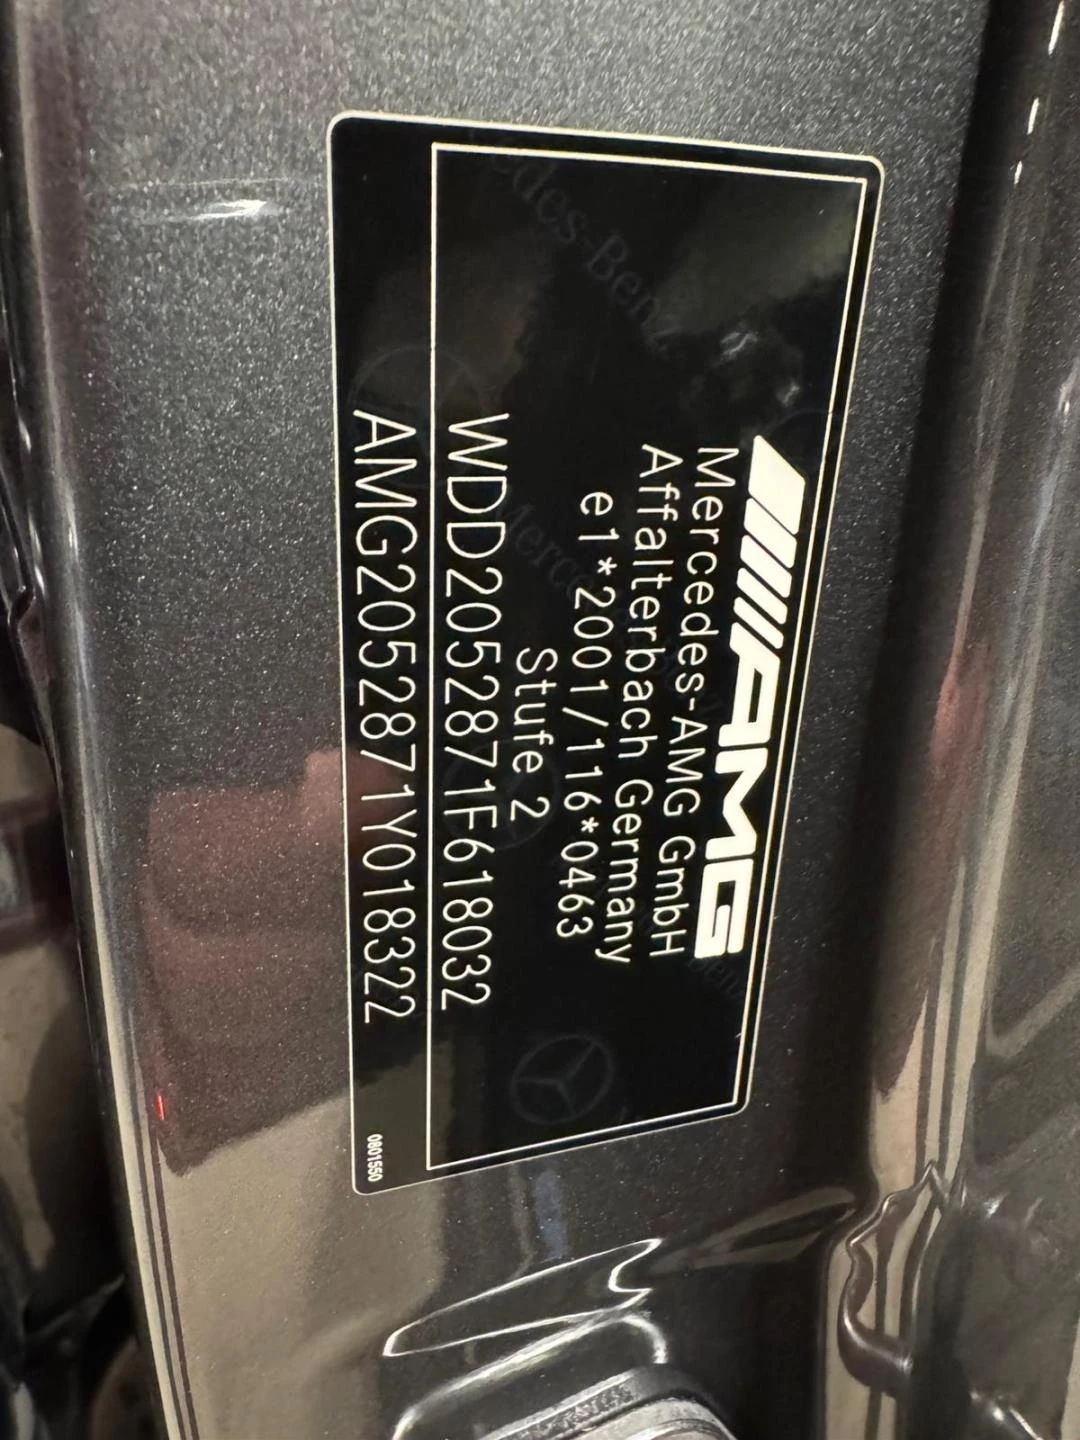 AMG
Mercedes-AMG GmbH
Affalterbach Germany
e1*2001/116*0463
Stufe 2
WDD2052871F618032
AMG2052871Y018322
0801550